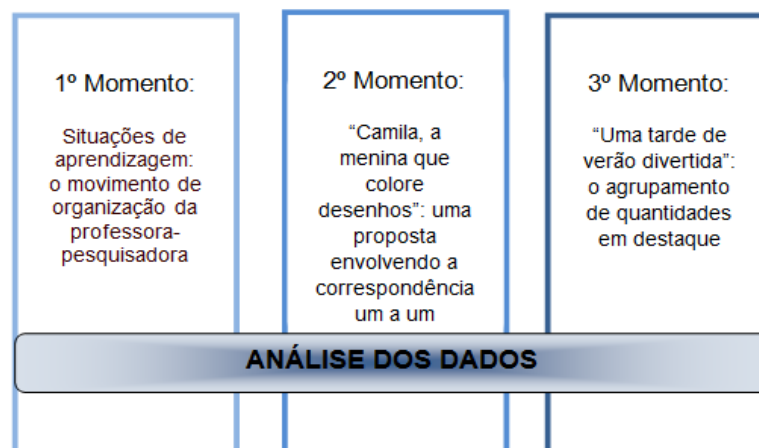 1º Momento:
Situações de
aprendizagem:
o movimento de
organização da
professora-
pesquisadora
2º Momento:
“Camila, a
menina que
colore
desenhos”: uma
proposta
envolvendo a
correspondência
um a um
3º Momento:
“Uma tarde de
verão divertida”:
o agrupamento
de quantidades
em destaque
ANÁLISE DOS DADOS